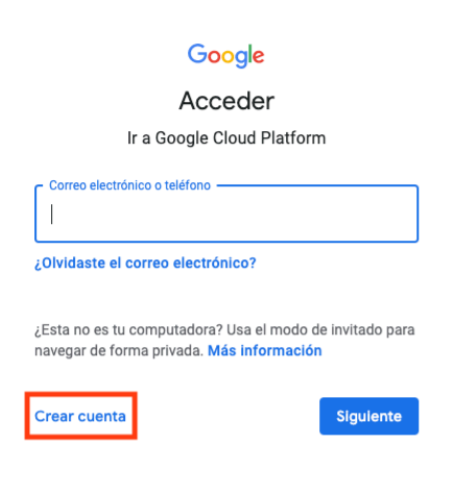 Google
Acceder
Ir a Google Cloud Platform
Correo electrónico o teléfono
¿Olvidaste el correo electrónico?
¿Esta no es tu computadora? Usa el modo de invitado para
navegar de forma privada. Más información
Crear cuenta
Siguiente